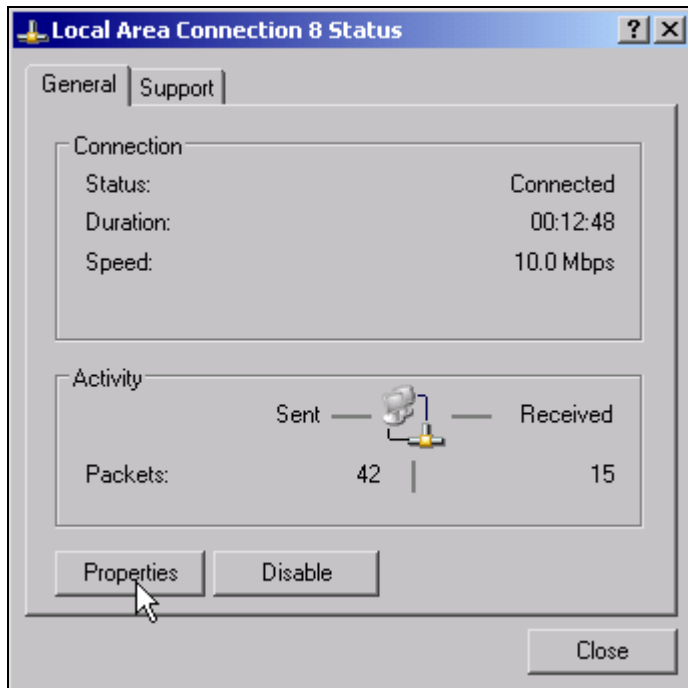 Local Area Connection 8 Status
General Support
Connection
Status: Connected
Duration: 00:12:48
Speed: 10.0 Mbps
Activity
Sent Received
Packets: 42 15
Properties Disable
Close